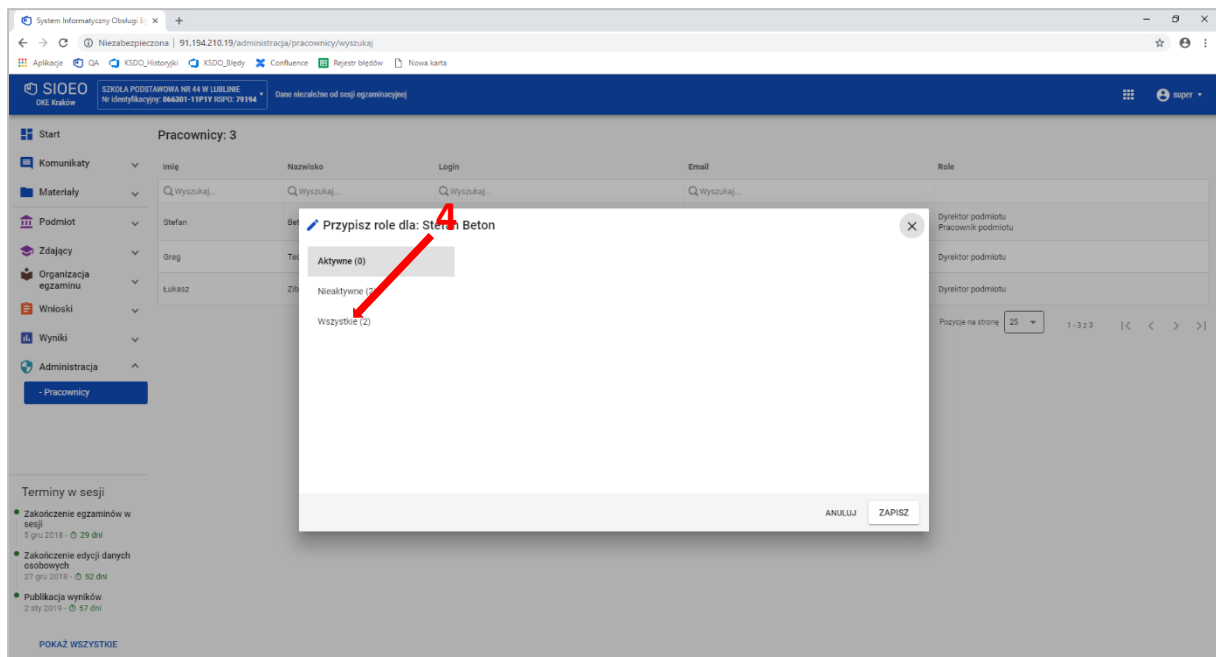 System Informatyczny Obsługi Eg
Niezabezpieczona | 91.194.210.19/administracja/pracownicy/wyszukaj
Aplikacje QA KSDO_Historyjki KSDO_Błędy Confluence Rejestr błędów Nowa karta
SIOEO
OKE Kraków
SZKOŁA PODSTAWOWA NR 44 W LUBLINIE
Nr identyfikacyjny: 066301-11P1Y RSPO: 79194
Dane niezależne od sesji egzaminacyjnej
super
Start
Komunikaty
Materiały
Podmiot
Zdający
Organizacja
egzaminu
Wnioski
Wyniki
Administracja
- Pracownicy
Terminy w sesji
Zakończenie egzaminów w
sesji
5 gru 2018 - 29 dni
Zakończenie edycji danych
osobowych
27 gru 2018 - 52 dni
Publikacja wyników
2 sty 2019 - 57 dni
POKAŻ WSZYSTKIE
Pracownicy: 3
Imię Nazwisko Login Email Role
Wyszukaj... Wyszukaj... Wyszukaj... Wyszukaj...
Stefan Dyrektor podmiotu
Pracownik podmiotu
Greg Dyrektor podmiotu
Łukasz Dyrektor podmiotu
Pozycje na stronę 25 1 - 3 z 3
4
Przypisz role dla: Stefan Beton
Aktywne (0)
Nieaktywne (2)
Wszystkie (2)
ANULUJ ZAPISZ